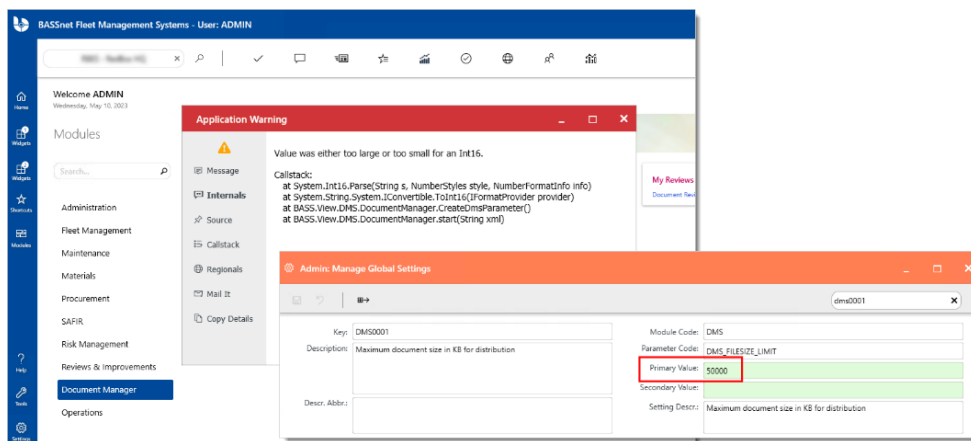 BASSnet Fleet Management Systems - User: ADMIN
Welcome ADMIN
Wednesday, May 10, 2023
Home
Widgets
Widgets
Shortcuts
Modules
Help
Tools
Settings
Modules
Search...
Administration
Fleet Management
Maintenance
Materials
Procurement
SAFIR
Risk Management
Reviews & Improvements
Document Manager
Operations
Application Warning
Message
Internals
Source
Callstack
Regionals
Mail It
Copy Details
Value was either too large or too small for an Int16.
Callstack:
at System.Int16.Parse(String s, NumberStyles style, NumberFormatInfo info)
at System.String.System.IConvertible.ToInt16(IFormatProvider provider)
at BASS.View.DMS.DocumentManager.CreateDmsParameter()
at BASS.View.DMS.DocumentManager.start(String xml)
My Reviews
Document Revi
Admin: Manage Global Settings
dms0001
Key: DMS0001
Description: Maximum document size in KB for distribution
Descr. Abbr.:
Module Code: DMS
Parameter Code: DMS_FILESIZE_LIMIT
Primary Value: 50000
Secondary Value:
Setting Descr.: Maximum document size in KB for distribution